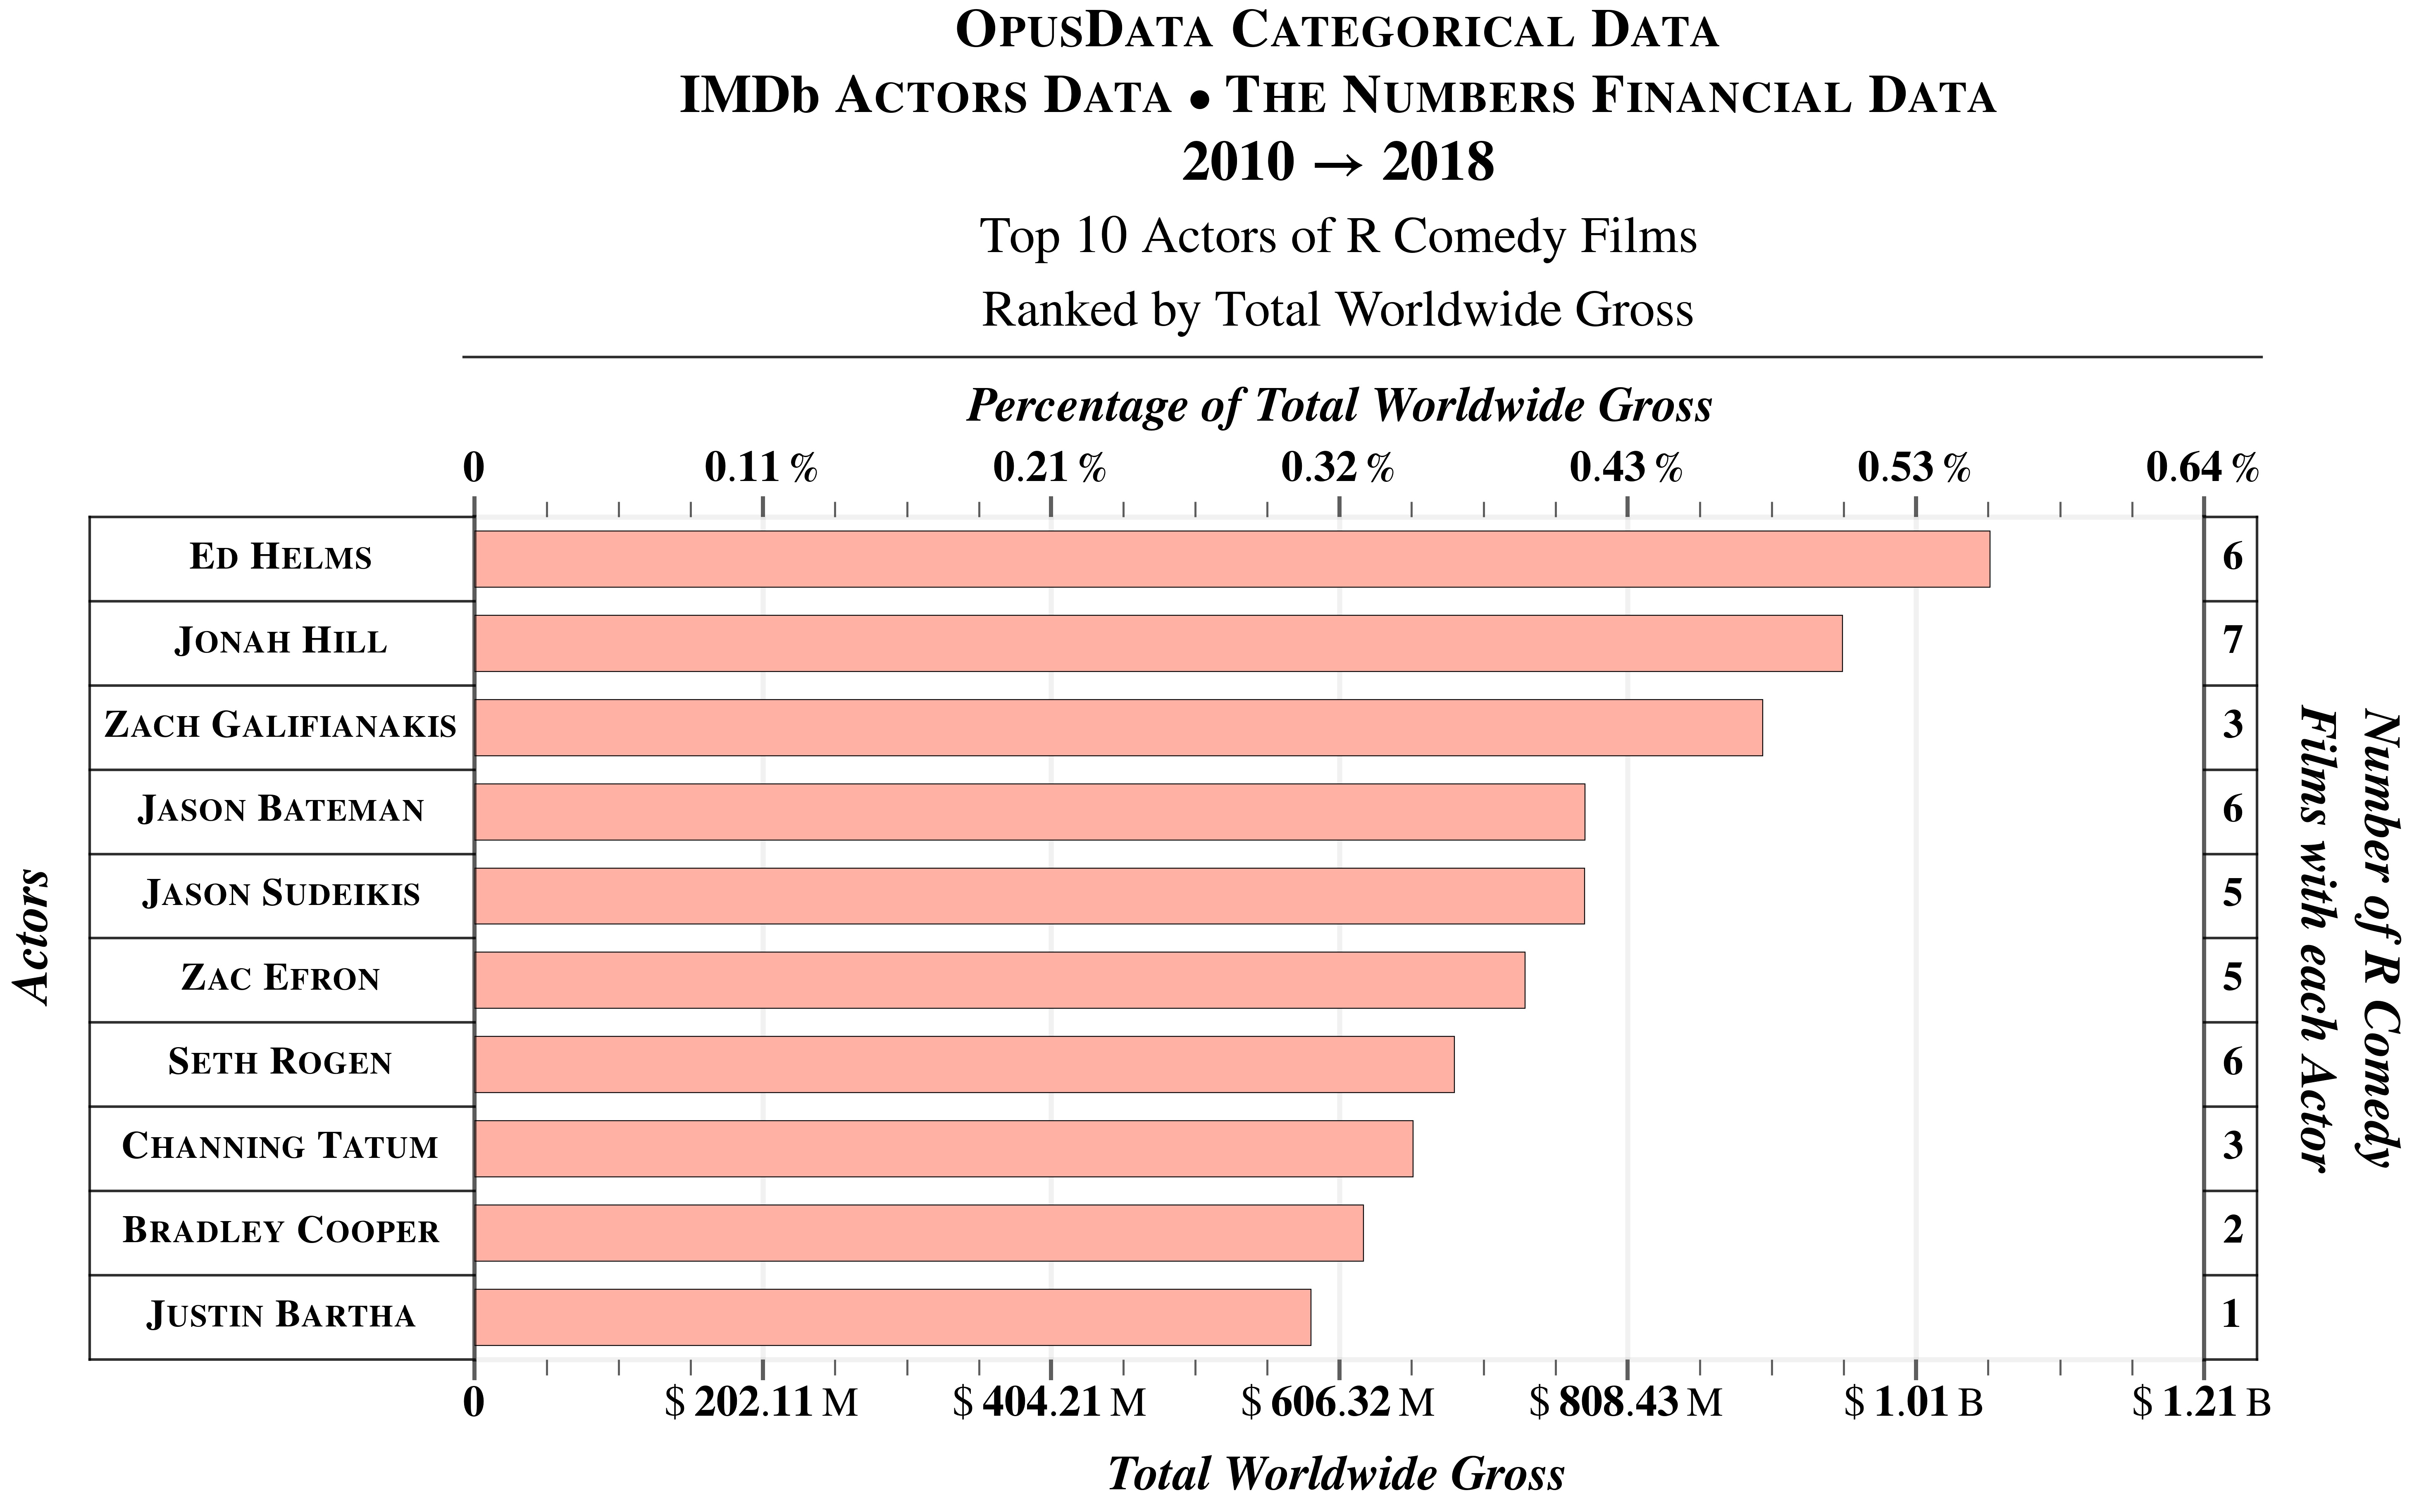 OpusData Categorical Data
IMDb Actors Data • The Numbers Financial Data
2010 → 2018
Top 10 Actors of R Comedy Films
Ranked by Total Worldwide Gross
Percentage of Total Worldwide Gross
0 0.11 % 0.21 % 0.32 % 0.43 % 0.53 % 0.64 %
Actors
Ed Helms 6
Jonah Hill 7
Zach Galifianakis 3
Jason Bateman 6
Jason Sudeikis 5
Zac Efron 5
Seth Rogen 6
Channing Tatum 3
Bradley Cooper 2
Justin Bartha 1
Number of R Comedy
Films with each Actor
0 $ 202.11 M $ 404.21 M $ 606.32 M $ 808.43 M $ 1.01 B $ 1.21 B
Total Worldwide Gross